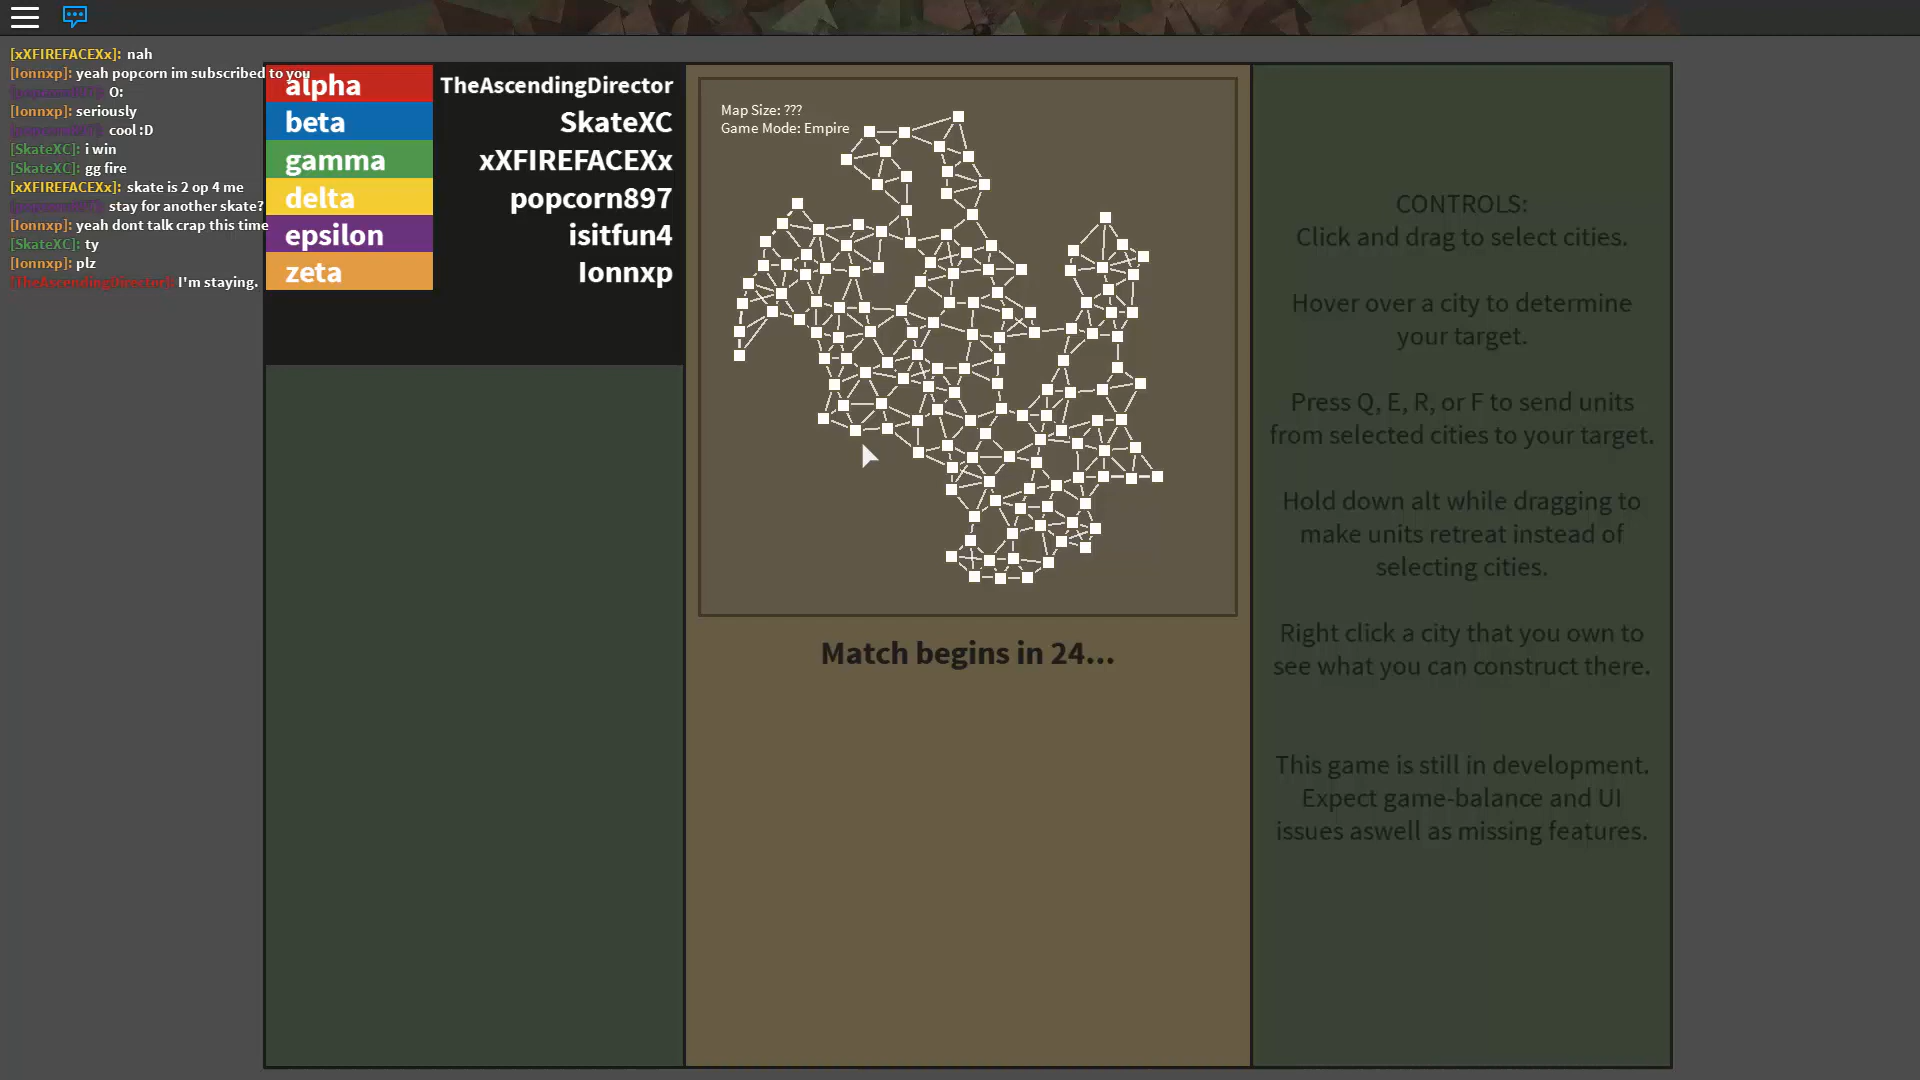 [xXFIREFACEXx]: nah
[Ionnxp]: yeah popcorn im subscribed to you
O:
[Ionnxp]: seriously
cool :D
[SkateXC]: i win
[SkateXC]: gg fire
[xXFIREFACEXx]: skate is 2 op 4 me
stay for another skate?
[Ionnxp]: yeah dont talk crap this time
[SkateXC]: ty
[Ionnxp]: plz
[TheAscendingDirector]: I'm staying.
alpha TheAscendingDirector
beta SkateXC
gamma xXFIREFACEXx
delta popcorn897
epsilon isitfun4
zeta Ionnxp
Map Size: ???
Game Mode: Empire
Match begins in 24...
CONTROLS:
Click and drag to select cities.
Hover over a city to determine
your target.
Press Q, E, R, or F to send units
from selected cities to your target.
Hold down alt while dragging to
make units retreat instead of
selecting cities.
Right click a city that you own to
see what you can construct there.
This game is still in development.
Expect game-balance and UI
issues aswell as missing features.